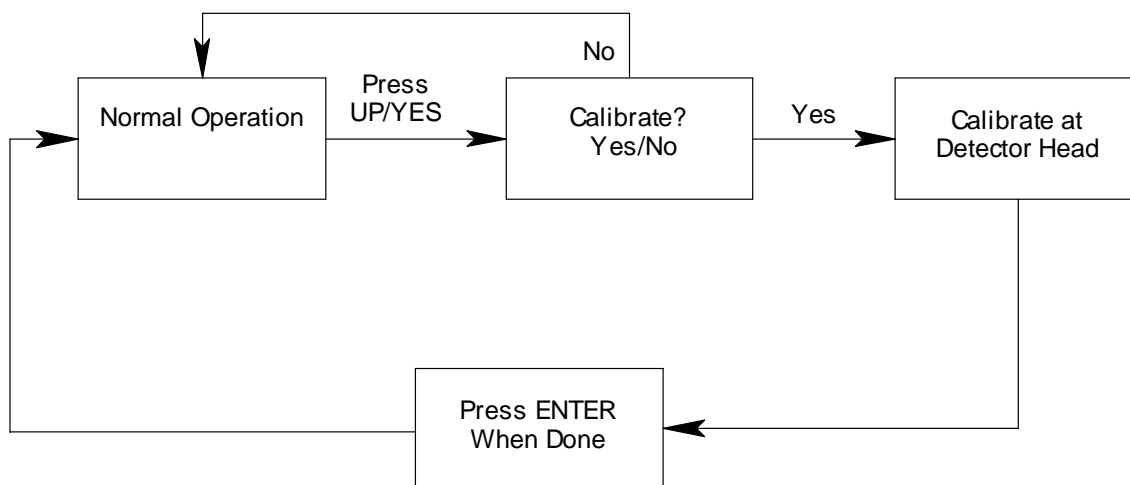 No
Press
UP/YES
Normal Operation
Calibrate?
Yes/No
Yes
Calibrate at
Detector Head
Press ENTER
When Done